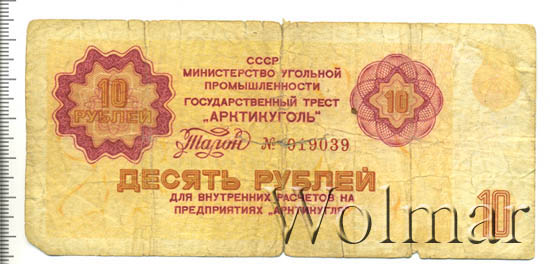 СССР
МИНИСТЕРСТВО УГОЛЬНОЙ
ПРОМЫШЛЕННОСТИ
ГОСУДАРСТВЕННЫЙ ТРЕСТ
„АРКТИКУГОЛЬ"
Талон № 019039
10
РУБЛЕЙ
10
ДЕСЯТЬ РУБЛЕЙ
ДЛЯ ВНУТРЕННИХ РАСЧЕТОВ НА
ПРЕДПРИЯТИЯХ „АРКТИКУГЛЯ"
10
Wolmar